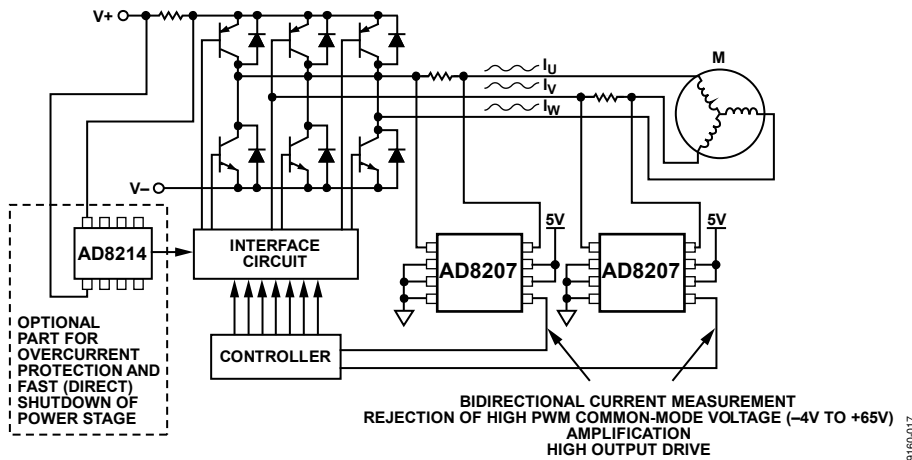 V+
I_U
I_V
I_W
M
V–
AD8214
INTERFACE
CIRCUIT
CONTROLLER
5V
AD8207
5V
AD8207
OPTIONAL
PART FOR
OVERCURRENT
PROTECTION AND
FAST (DIRECT)
SHUTDOWN OF
POWER STAGE
BIDIRECTIONAL CURRENT MEASUREMENT
REJECTION OF HIGH PWM COMMON-MODE VOLTAGE (–4V TO +65V)
AMPLIFICATION
HIGH OUTPUT DRIVE